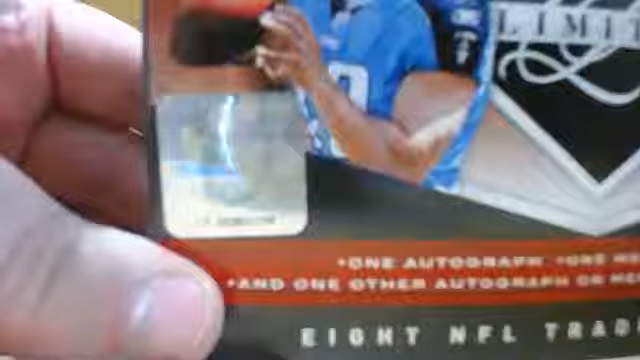 LIMI
•ONE AUTOGRAPH •ONE ME
•AND ONE OTHER AUTOGRAPH OR ME
EIGHT NFL TRAD